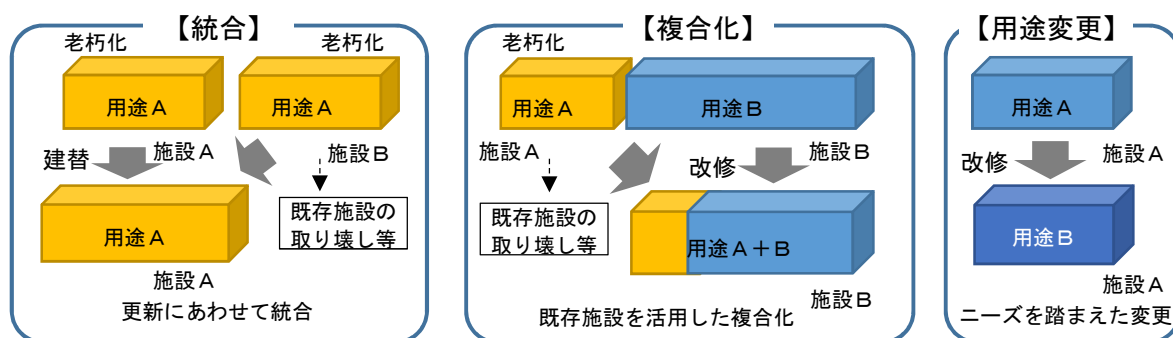 【統合】
老朽化
老朽化
用途A
用途A
建替
施設A
施設B
用途A
既存施設の
取り壊し等
施設A
更新にあわせて統合
【複合化】
老朽化
用途A
用途B
施設A
改修
施設B
既存施設の
取り壊し等
用途A+B
施設B
既存施設を活用した複合化
【用途変更】
用途A
改修
施設A
用途B
施設A
ニーズを踏まえた変更